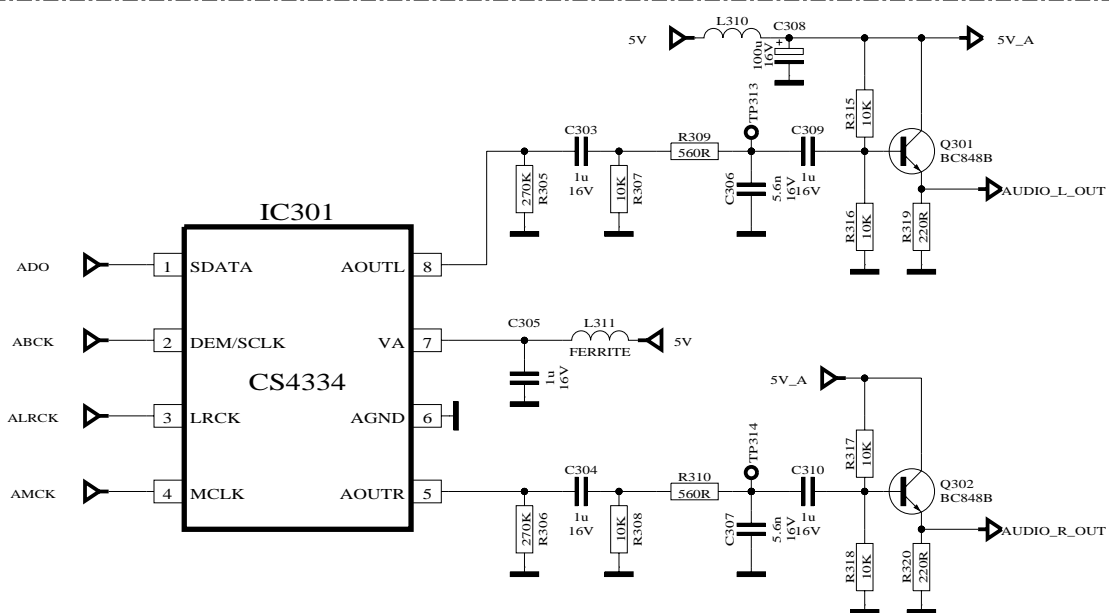 L310
C308
5V
100u
16V
+
5V_A
TP313
C303
1u
16V
R309
560R
C309
1u
16V
R315
10K
Q301
BC848B
270K
R305
10K
R307
C306
5.6n
16V
R316
10K
R319
220R
AUDIO_L_OUT
IC301
CS4334
ADO
1
SDATA
AOUTL
8
ABCK
2
DEM/SCLK
VA
7
C305
1u
16V
L311
FERRITE
5V
ALRCK
3
LRCK
AGND
6
AMCK
4
MCLK
AOUTR
5
5V_A
TP314
C304
1u
16V
R310
560R
C310
1u
16V
R317
10K
Q302
BC848B
270K
R306
10K
R308
C307
5.6n
16V
R318
10K
R320
220R
AUDIO_R_OUT